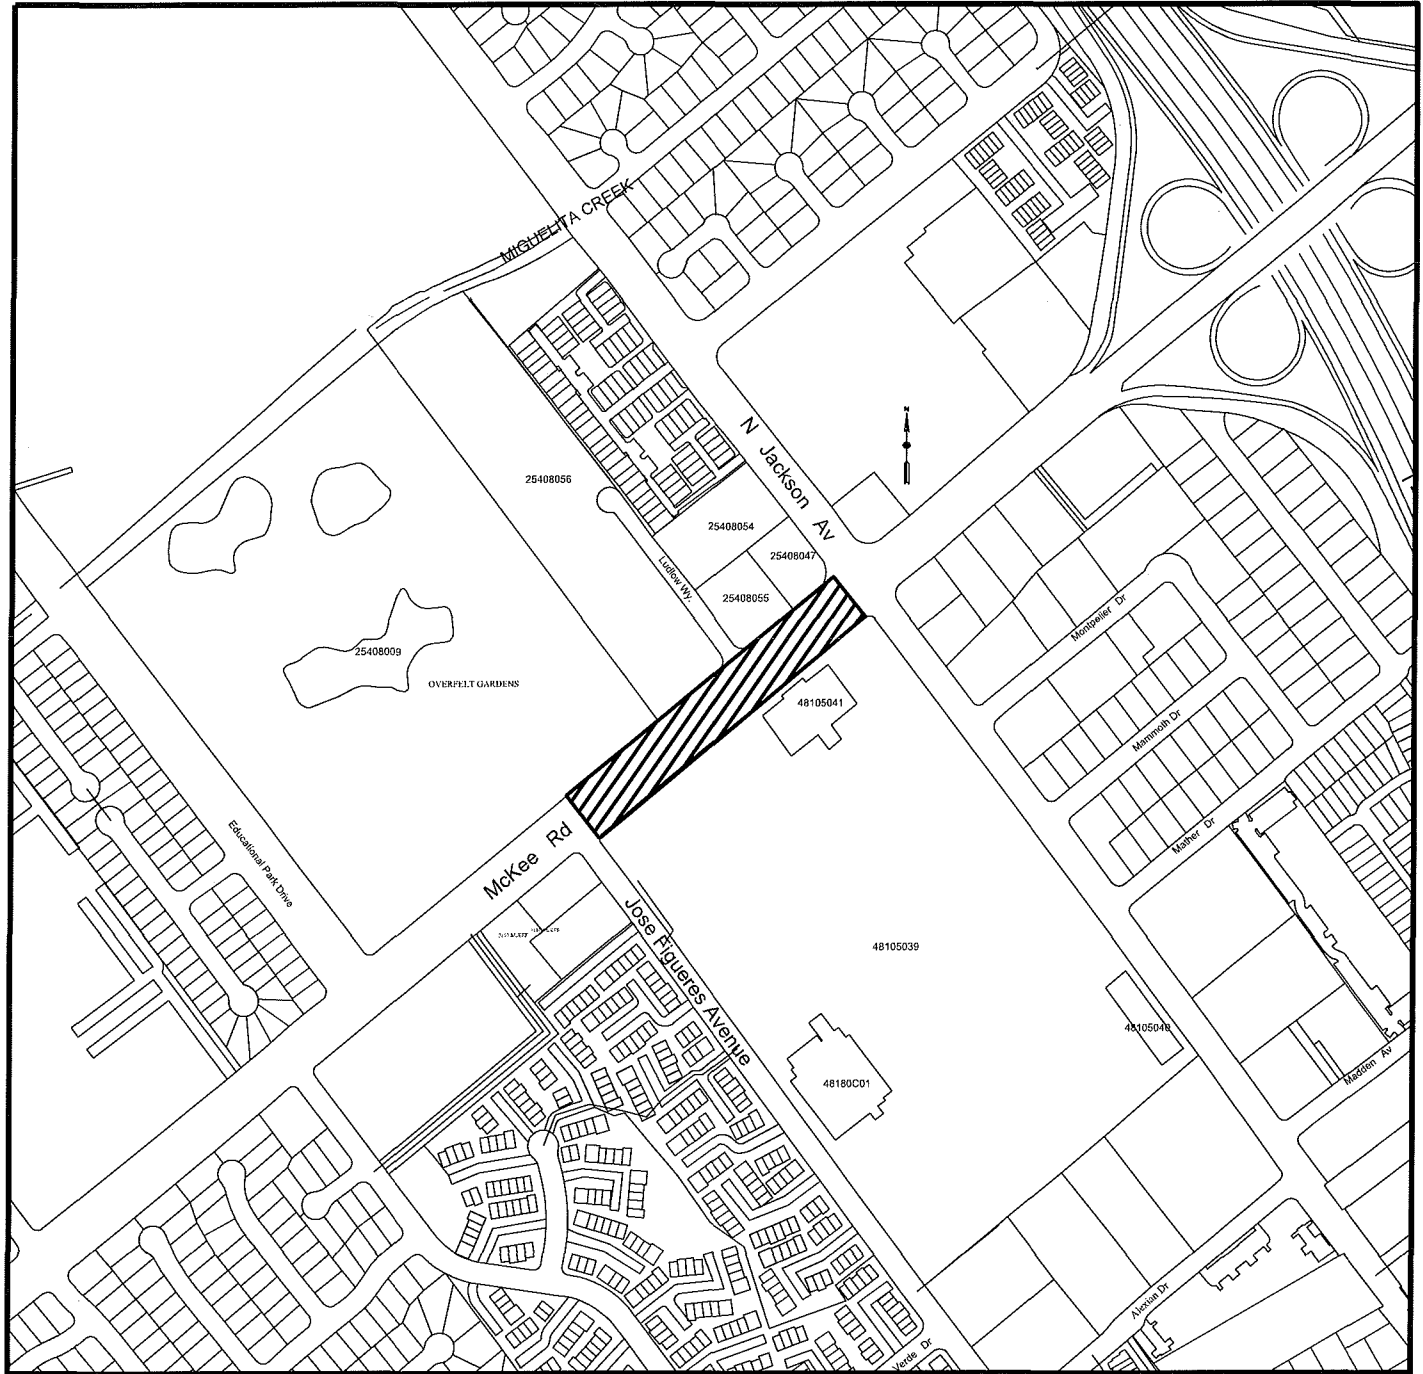 MIGUELITA CREEK
N
N Jackson Av
25408056
25408054
25408047
Ludlow Wy.
25408055
Montpelier Dr
25408009
OVERFELT GARDENS
48105041
Mammoth Dr
Mather Dr
Educational Park Drive
McKee Rd
Jose Figueres Avenue
48105039
48105040
48180C01
Madden Av
Alexian Dr
Verde Dr